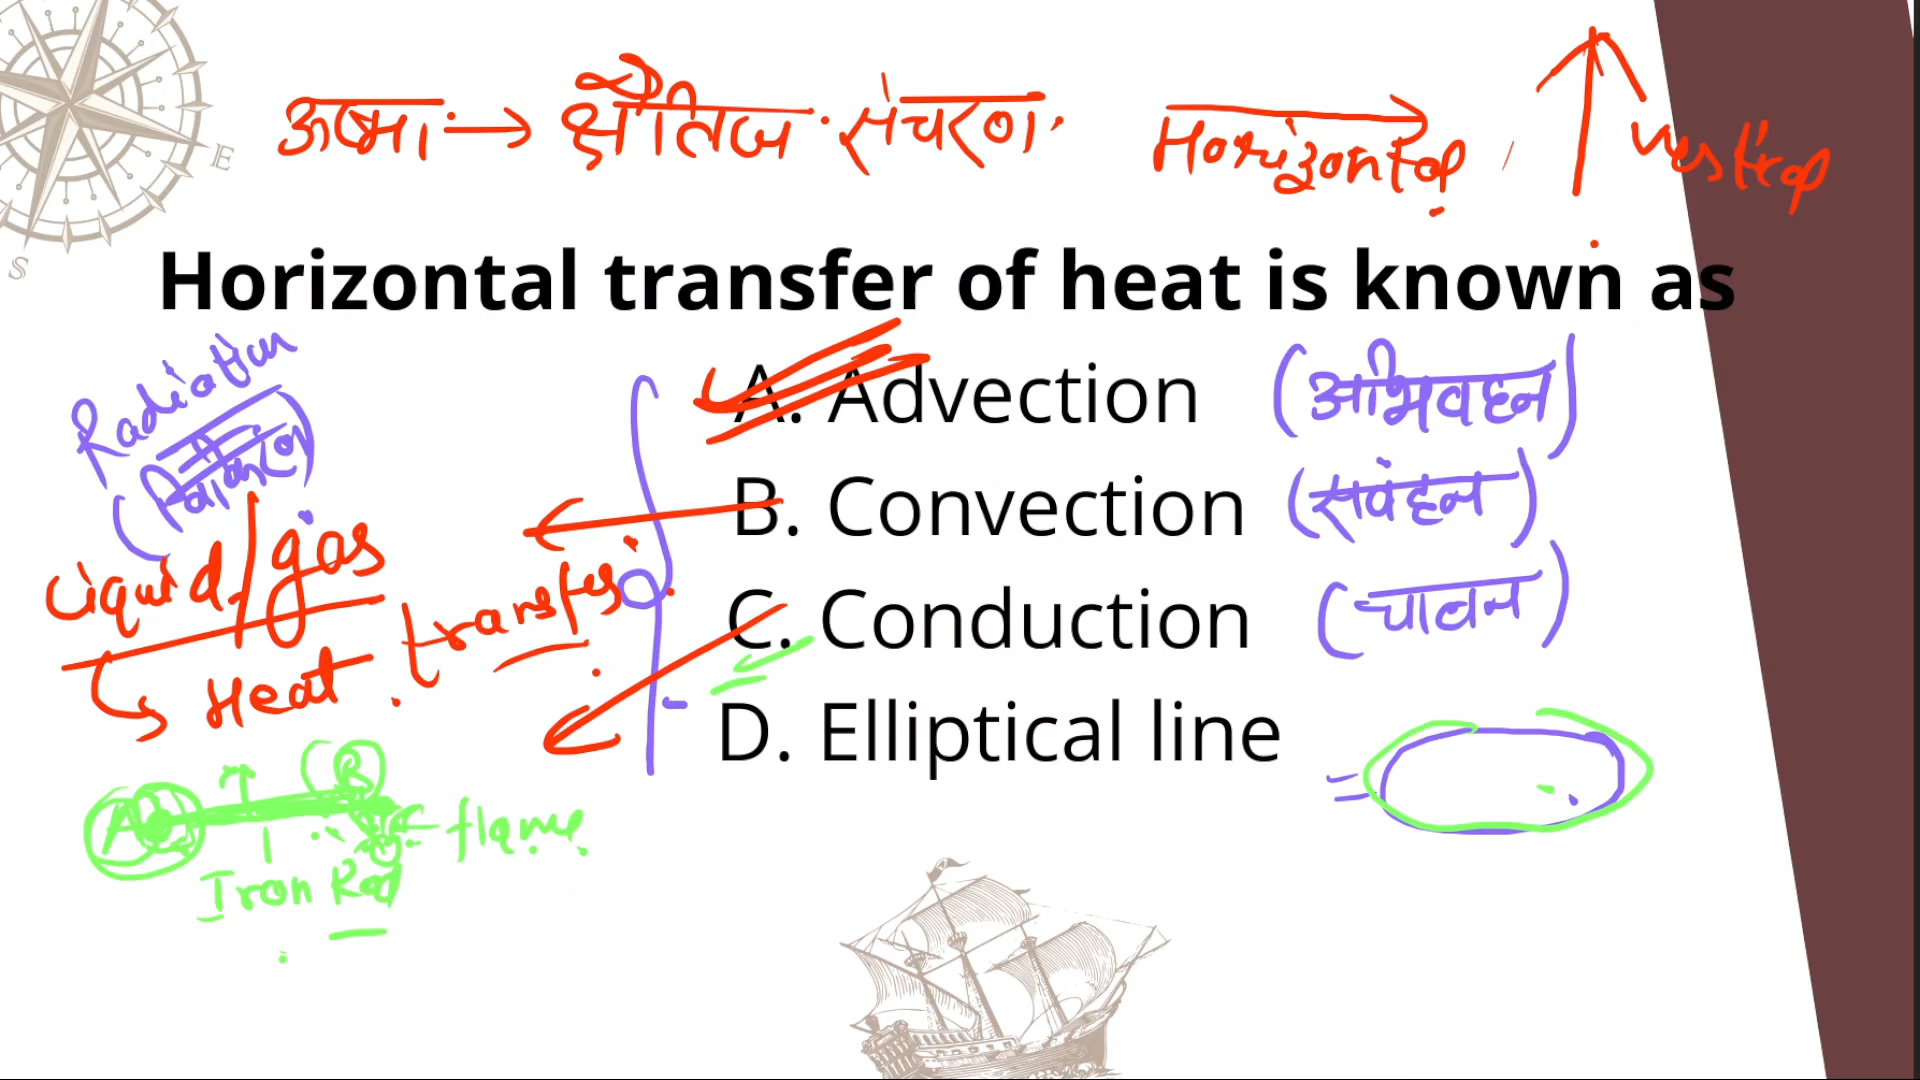 ऊष्मा → क्षैतिज संचरण Horizontal
E
S
Horizontal transfer of heat is known as
Radiation
A. Advection (अभिवहन)
B. Convection (संवहन)
Liquid/gas
Heat transfer
C. Conduction (चालन)
D. Elliptical line
A B
flame
Iron Rod